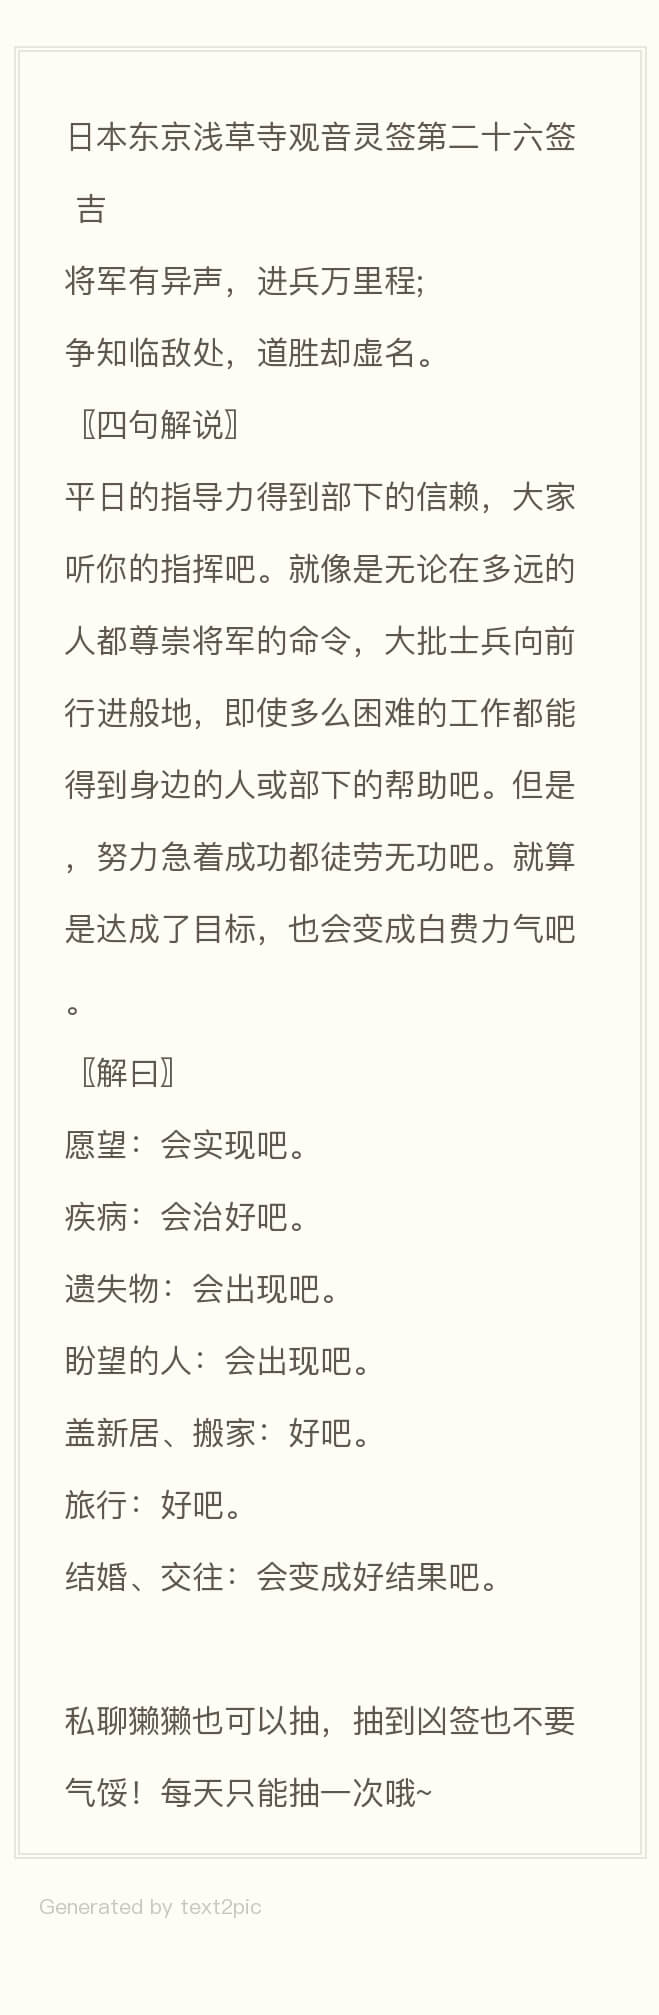 日本东京浅草寺观音灵签第二十六签
吉
将军有异声，进兵万里程;
争知临敌处，道胜却虚名。
〖四句解说〗
平日的指导力得到部下的信赖，大家
听你的指挥吧。就像是无论在多远的
人都尊崇将军的命令，大批士兵向前
行进般地，即使多么困难的工作都能
得到身边的人或部下的帮助吧。但是
，努力急着成功都徒劳无功吧。就算
是达成了目标，也会变成白费力气吧
。
〖解曰〗
愿望：会实现吧。
疾病：会治好吧。
遗失物：会出现吧。
盼望的人：会出现吧。
盖新居、搬家：好吧。
旅行：好吧。
结婚、交往：会变成好结果吧。
私聊獭獭也可以抽，抽到凶签也不要
气馁！每天只能抽一次哦~
Generated by text2pic